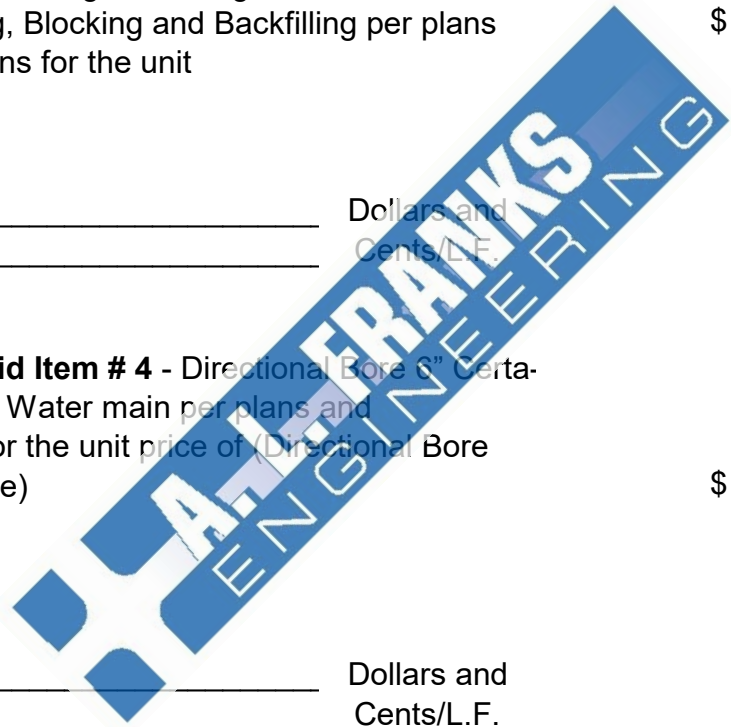 , Blocking and Backfilling per plans $
ns for the unit
Dollars and
Cents/L.F.
id Item # 4 - Directional Bore 6” Certa-
Water main per plans and
or the unit price of (Directional Bore
e) $
Dollars and
Cents/L.F.
A. L. FRANKS
ENGINEERING